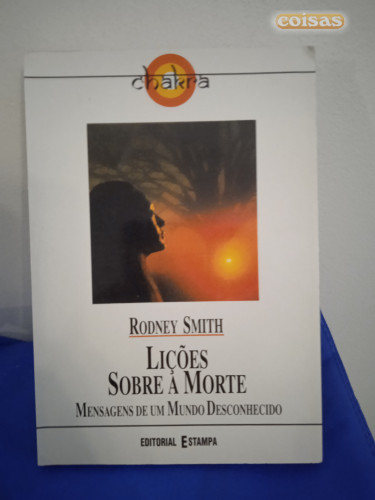 coisas
chakra
RODNEY SMITH
LIÇÕES
SOBRE A MORTE
MENSAGENS DE UM MUNDO DESCONHECIDO
EDITORIAL ESTAMPA